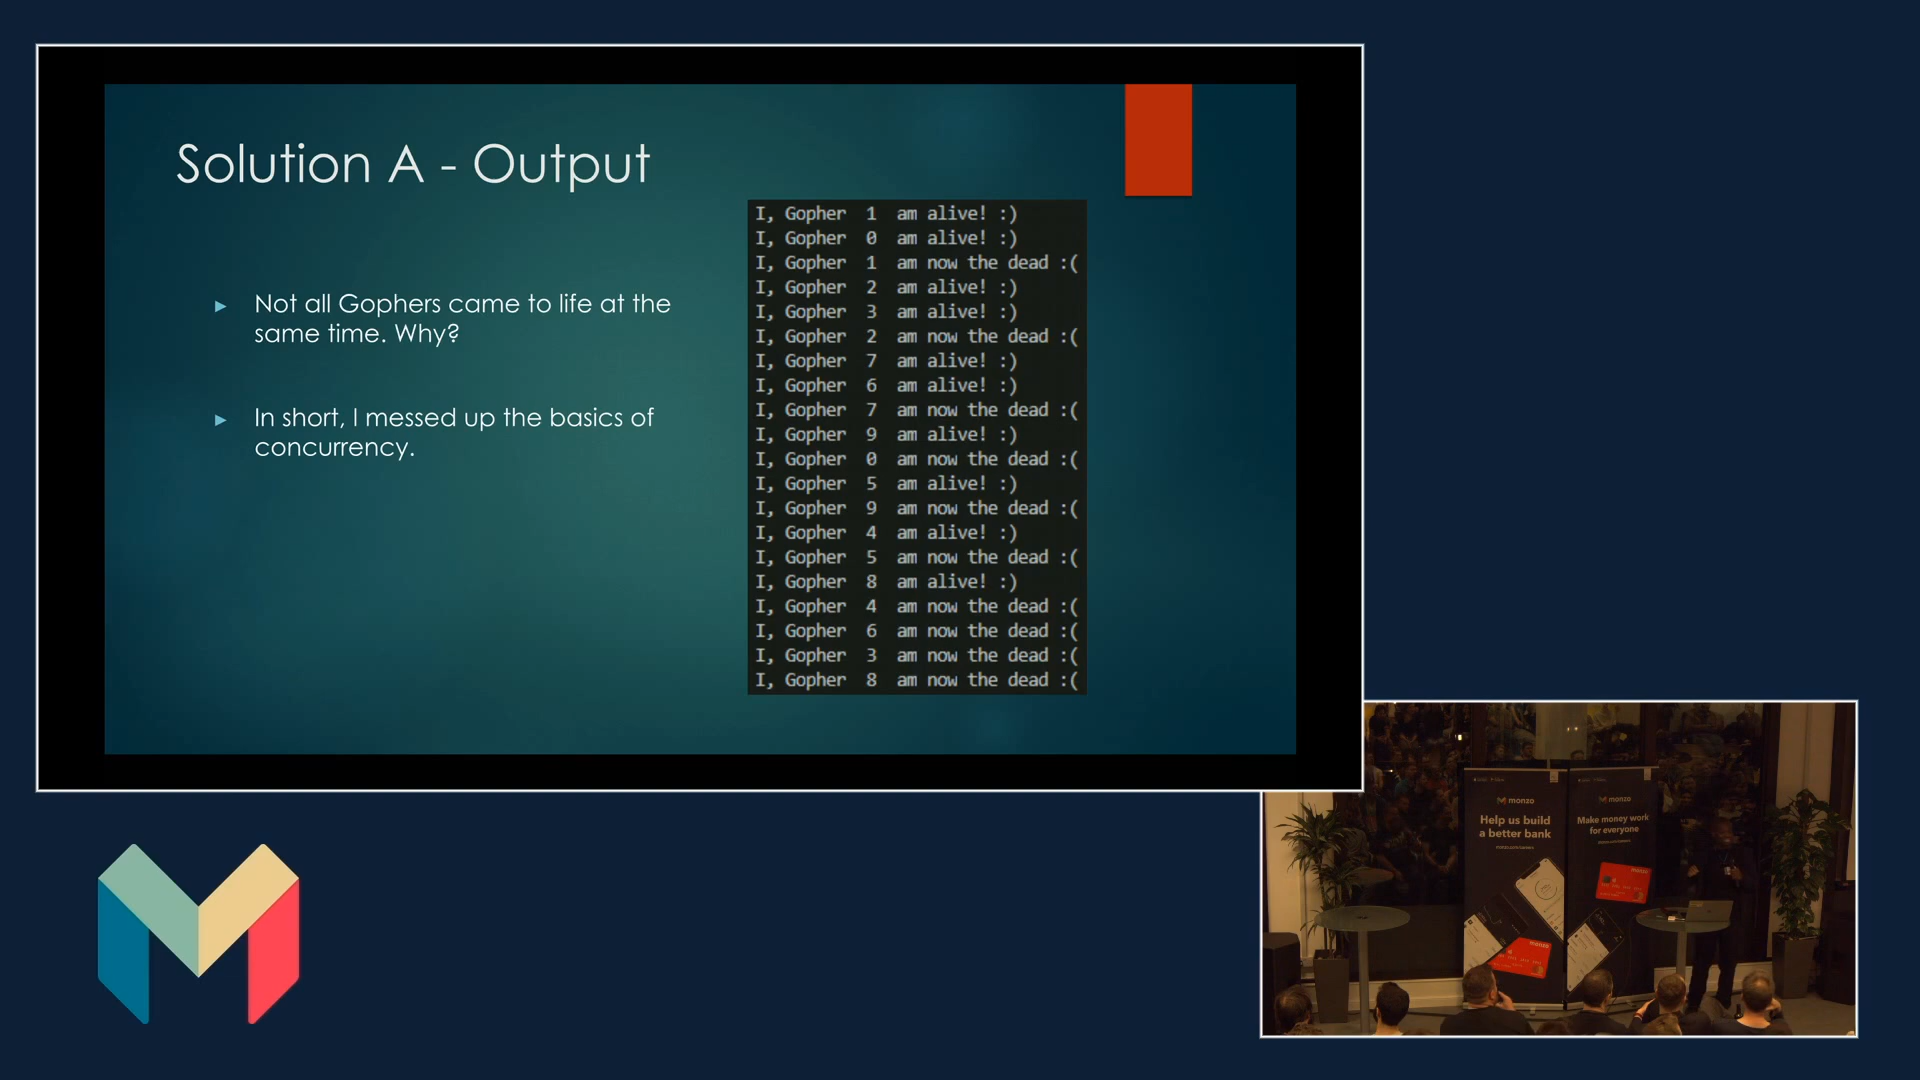 Solution A - Output
Not all Gophers came to life at the
same time. Why?
In short, I messed up the basics of
concurrency.
I, Gopher  1  am alive! :)
I, Gopher  0  am alive! :)
I, Gopher  1  am now the dead :(
I, Gopher  2  am alive! :)
I, Gopher  3  am alive! :)
I, Gopher  2  am now the dead :(
I, Gopher  7  am alive! :)
I, Gopher  6  am alive! :)
I, Gopher  7  am now the dead :(
I, Gopher  9  am alive! :)
I, Gopher  0  am now the dead :(
I, Gopher  5  am alive! :)
I, Gopher  9  am now the dead :(
I, Gopher  4  am alive! :)
I, Gopher  5  am now the dead :(
I, Gopher  8  am alive! :)
I, Gopher  4  am now the dead :(
I, Gopher  6  am now the dead :(
I, Gopher  3  am now the dead :(
I, Gopher  8  am now the dead :(
monzo
Help us build
a better bank
monzo
Make money work
for everyone
monzo
monzo